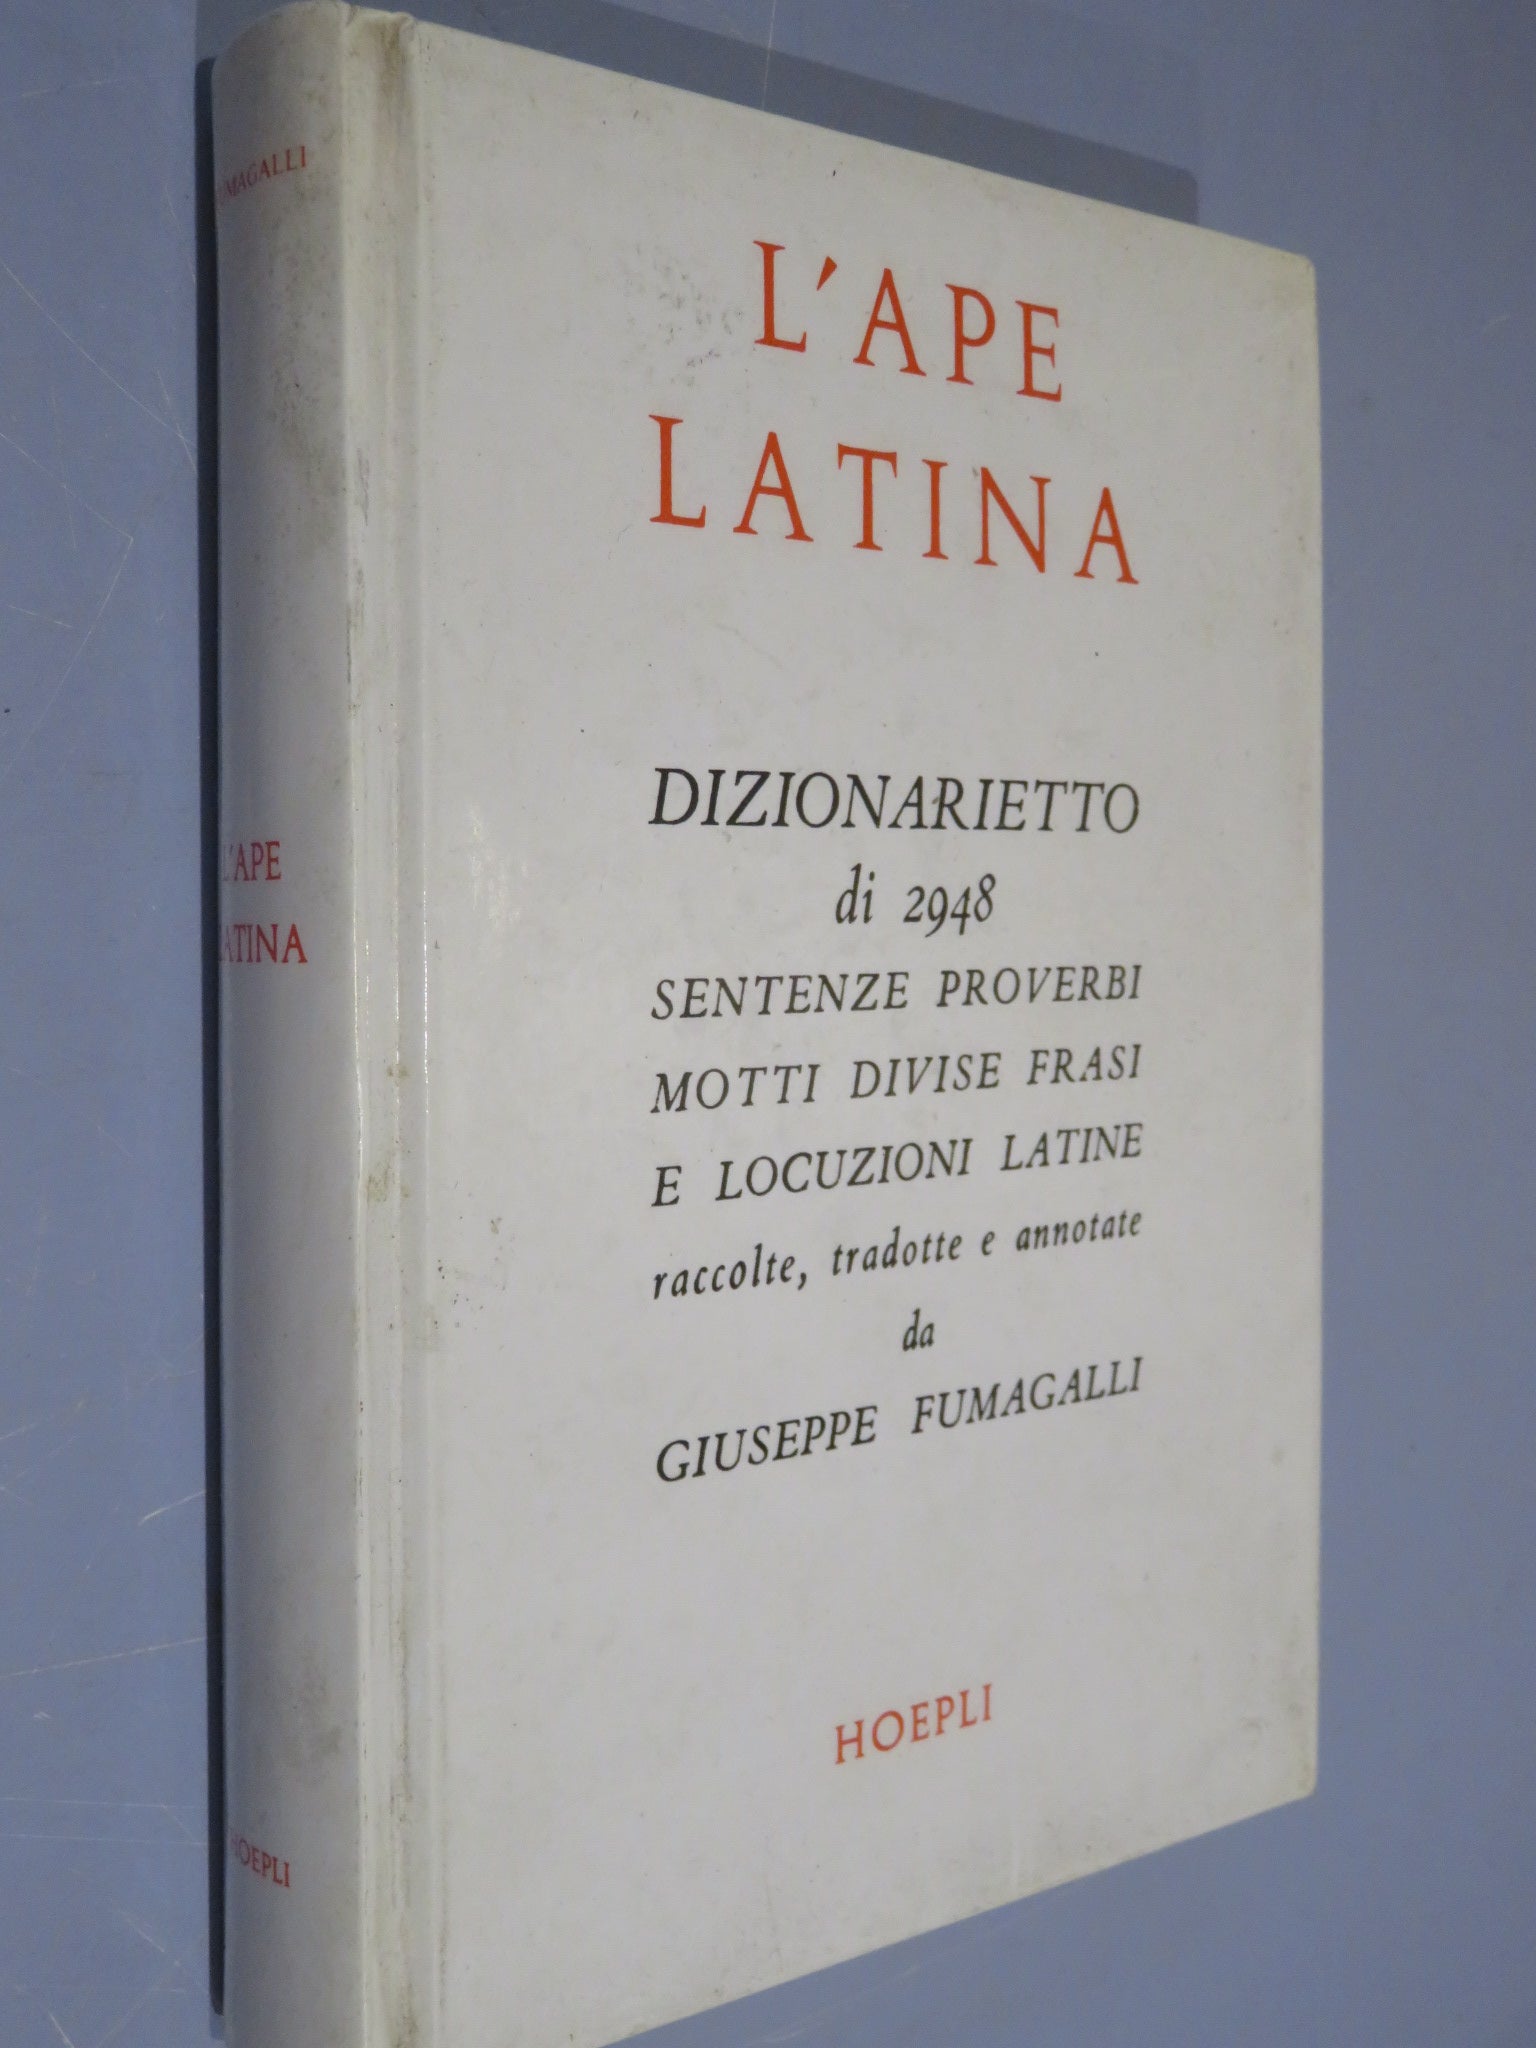 L'APE
LATINA
DIZIONARIETTO
di 2948
SENTENZE PROVERBI
MOTTI DIVISE FRASI
E LOCUZIONI LATINE
raccolte, tradotte e annotate
da
GIUSEPPE FUMAGALLI
HOEPLI
FUMAGALLI
L'APE
LATINA
HOEPLI